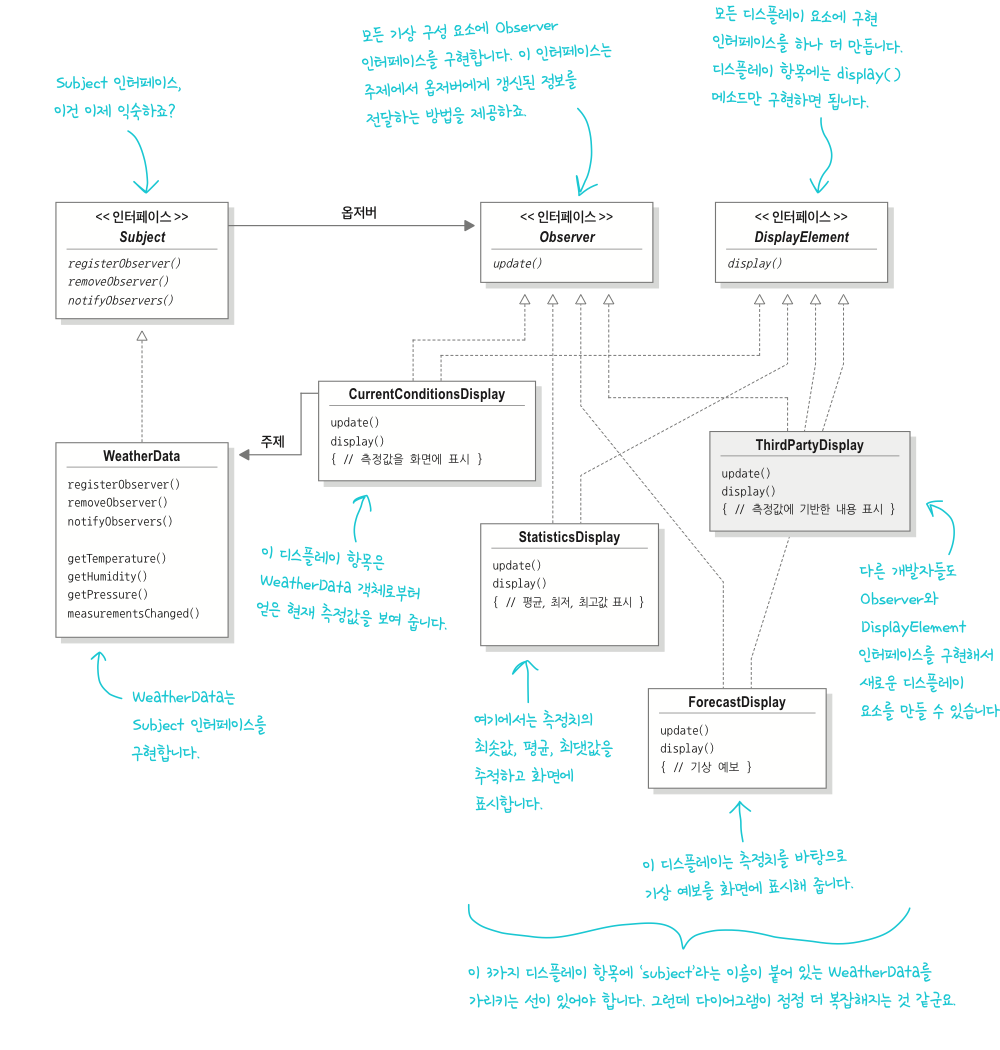 모든 가상 구성 요소에 Observer
인터페이스를 구현합니다. 이 인터페이스는
주제에서 옵저버에게 갱신된 정보를
전달하는 방법을 제공하죠.
모든 디스플레이 요소에 구현
인터페이스를 하나 더 만듭니다.
디스플레이 항목에는 display()
메소드만 구현하면 됩니다.
Subject 인터페이스,
이건 이제 익숙하죠?
<< 인터페이스 >>
Subject
registerObserver()
removeObserver()
notifyObservers()
옵저버
<< 인터페이스 >>
Observer
update()
<< 인터페이스 >>
DisplayElement
display()
CurrentConditionsDisplay
update()
display()
{ // 측정값을 화면에 표시 }
주제
WeatherData
registerObserver()
removeObserver()
notifyObservers()
getTemperature()
getHumidity()
getPressure()
measurementsChanged()
ThirdPartyDisplay
update()
display()
{ // 측정값에 기반한 내용 표시 }
StatisticsDisplay
update()
display()
{ // 평균, 최저, 최고값 표시 }
이 디스플레이 항목은
WeatherData 객체로부터
얻은 현재 측정값을 보여 줍니다.
다른 개발자들도
Observer와
DisplayElement
인터페이스를 구현해서
새로운 디스플레이
요소를 만들 수 있습니다
WeatherData는
Subject 인터페이스를
구현합니다.
ForecastDisplay
update()
display()
{ // 기상 예보 }
여기에서는 측정치의
최솟값, 평균, 최댓값을
추적하고 화면에
표시합니다.
이 디스플레이는 측정치를 바탕으로
기상 예보를 화면에 표시해 줍니다.
이 3가지 디스플레이 항목에 'subject'라는 이름이 붙어 있는 WeatherData를
가리키는 선이 있어야 합니다. 그런데 다이어그램이 점점 더 복잡해지는 것 같군요.